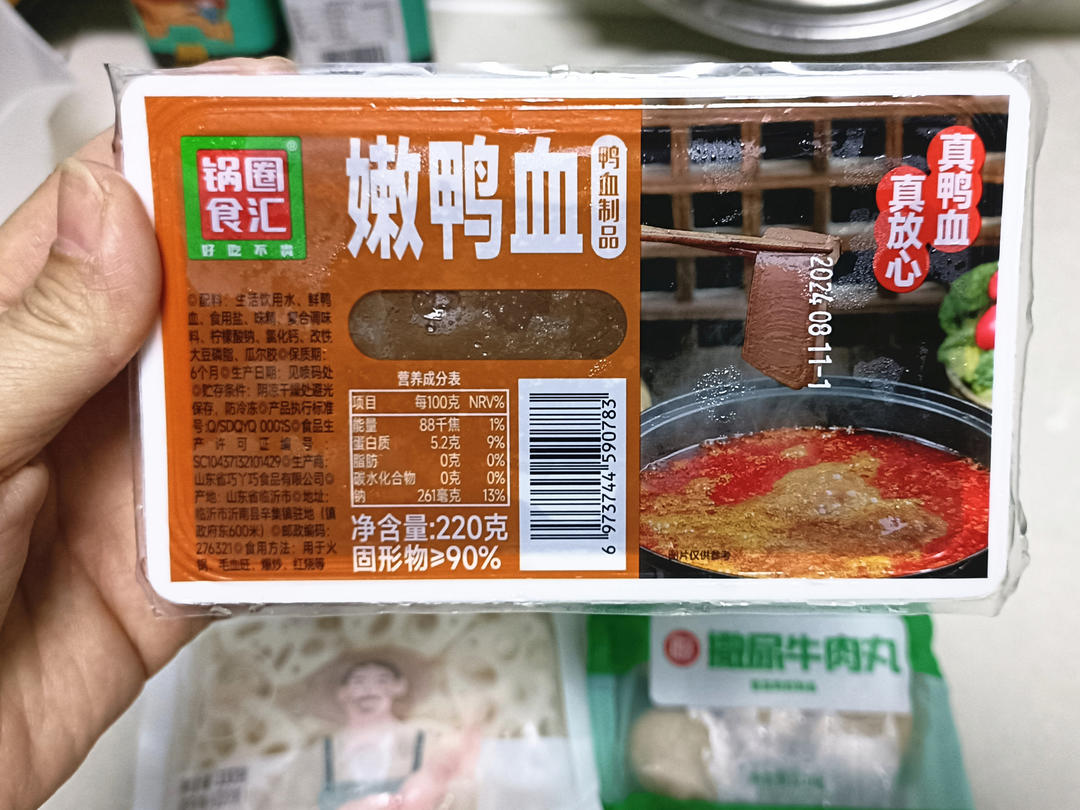 锅圈
食汇
®
好吃不贵
嫩鸭血
鸭血制品
真鸭血
真放心
2024 08 11-1
◎配料：生活饮用水、鲜鸭
血、食用盐、味精、复合调味
料、柠檬酸钠、氯化钙、改性
大豆磷脂、瓜尔胶◎保质期：
6个月◎生产日期：见喷码处
◎贮存条件：阴凉干燥处避光
保存，防冷冻◎产品执行标准
号:Q/SDQYQ 0001S◎食品生
产许可证编号：
SC10437132101429◎生产商：
山东省巧丫巧食品有限公司◎
产地：山东省临沂市◎地址：
临沂市沂南县辛集镇驻地（镇
政府东600米）◎邮政编码：
276321◎食用方法：用于火
锅、毛血旺、爆炒、红烧等
营养成分表
项目 每100克 NRV%
能量 88千焦 1%
蛋白质 5.2克 9%
脂肪 0克 0%
碳水化合物 0克 0%
钠 261毫克 13%
净含量:220克
固形物≥90%
6 973744 590783
图片仅供参考
撒尿牛肉丸